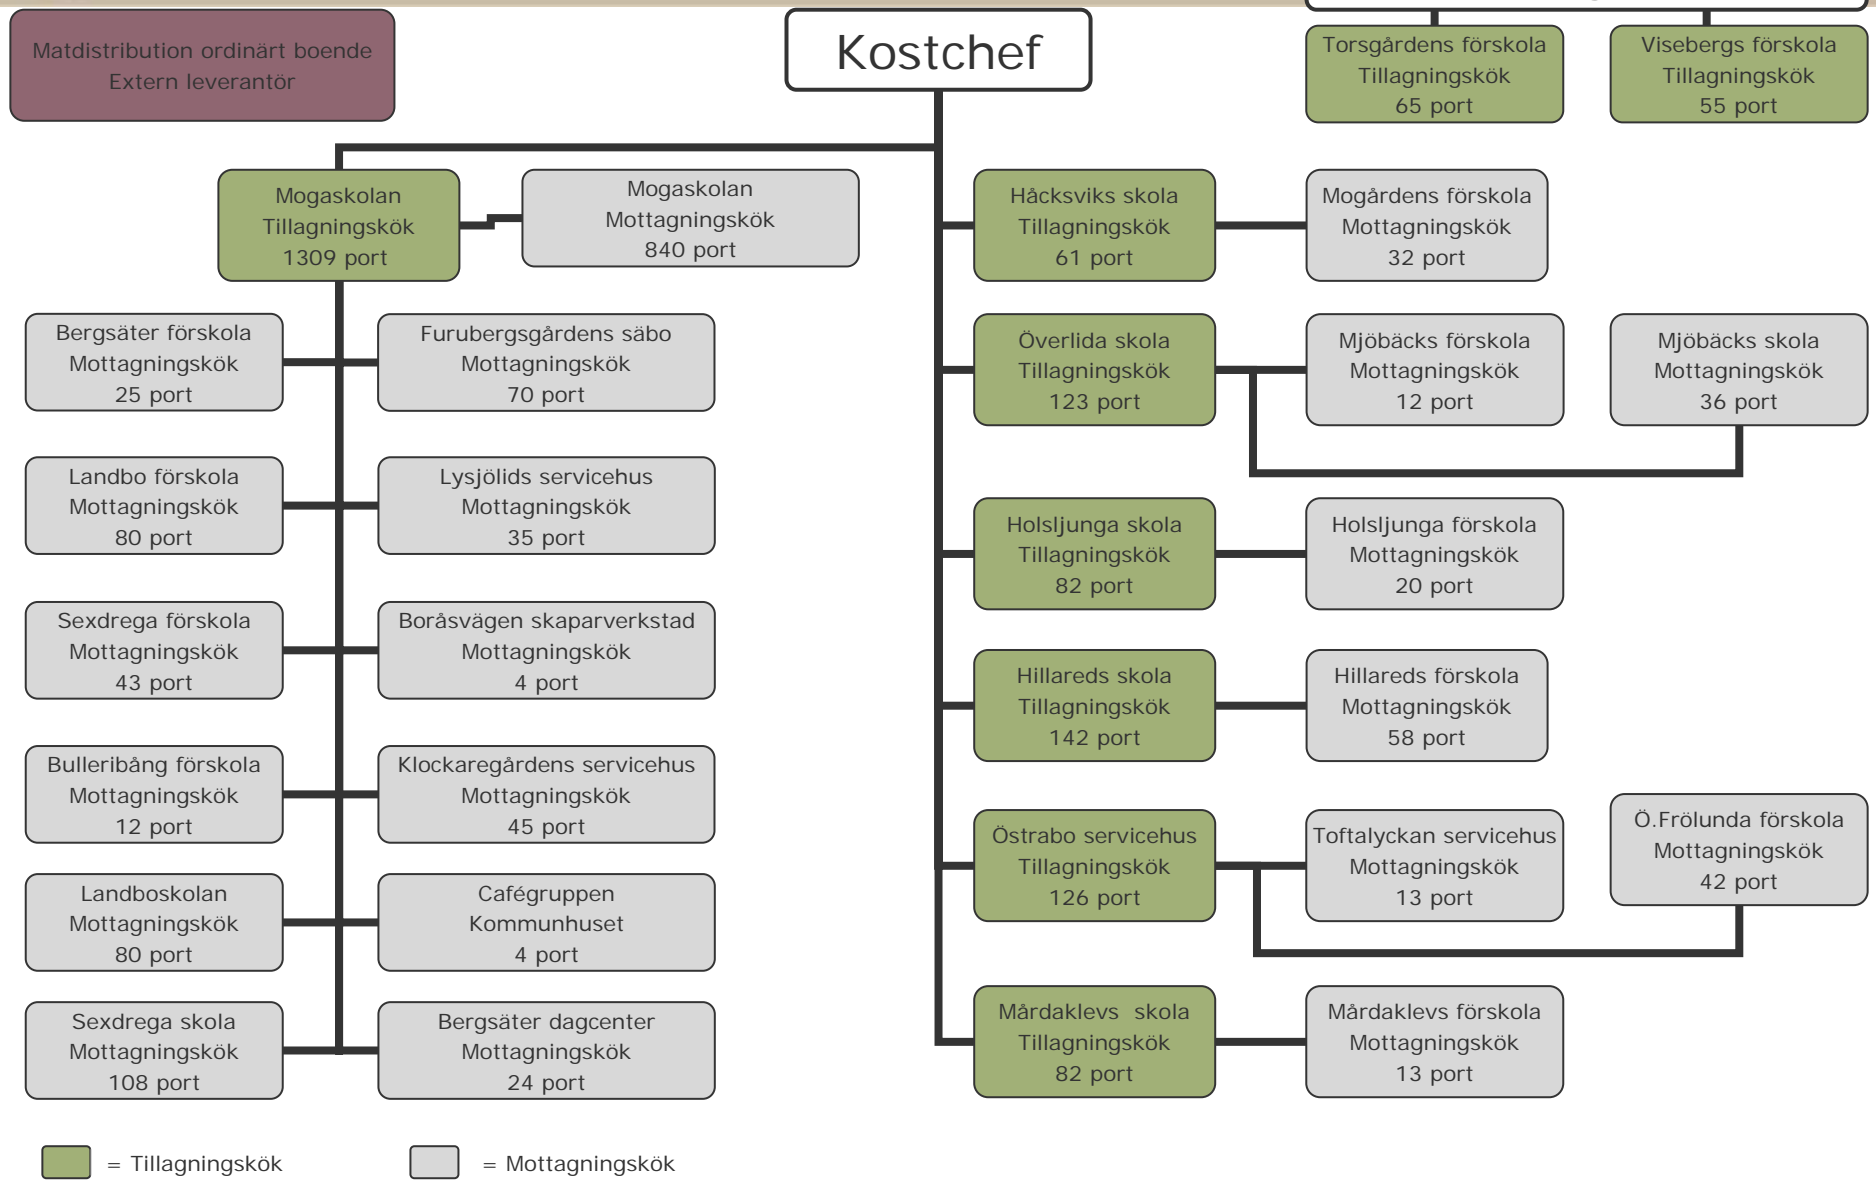 Matdistribution ordinärt boende
Extern leverantör
Kostchef
Torsgårdens förskola
Tillagningskök
65 port
Visebergs förskola
Tillagningskök
55 port
Mogaskolan
Tillagningskök
1309 port
Mogaskolan
Mottagningskök
840 port
Bergsäter förskola
Mottagningskök
25 port
Furubergsgårdens säbo
Mottagningskök
70 port
Landbo förskola
Mottagningskök
80 port
Lysjölids servicehus
Mottagningskök
35 port
Sexdrega förskola
Mottagningskök
43 port
Boråsvägen skaparverkstad
Mottagningskök
4 port
Bulleribång förskola
Mottagningskök
12 port
Klockaregårdens servicehus
Mottagningskök
45 port
Landboskolan
Mottagningskök
80 port
Cafégruppen
Kommunhuset
4 port
Sexdrega skola
Mottagningskök
108 port
Bergsäter dagcenter
Mottagningskök
24 port
Håcksviks skola
Tillagningskök
61 port
Mogårdens förskola
Mottagningskök
32 port
Överlida skola
Tillagningskök
123 port
Mjöbäcks förskola
Mottagningskök
12 port
Mjöbäcks skola
Mottagningskök
36 port
Holsljunga skola
Tillagningskök
82 port
Holsljunga förskola
Mottagningskök
20 port
Hillareds skola
Tillagningskök
142 port
Hillareds förskola
Mottagningskök
58 port
Östrabo servicehus
Tillagningskök
126 port
Toftalyckan servicehus
Mottagningskök
13 port
Ö.Frölunda förskola
Mottagningskök
42 port
Mårdaklevs skola
Tillagningskök
82 port
Mårdaklevs förskola
Mottagningskök
13 port
= Tillagningskök
= Mottagningskök